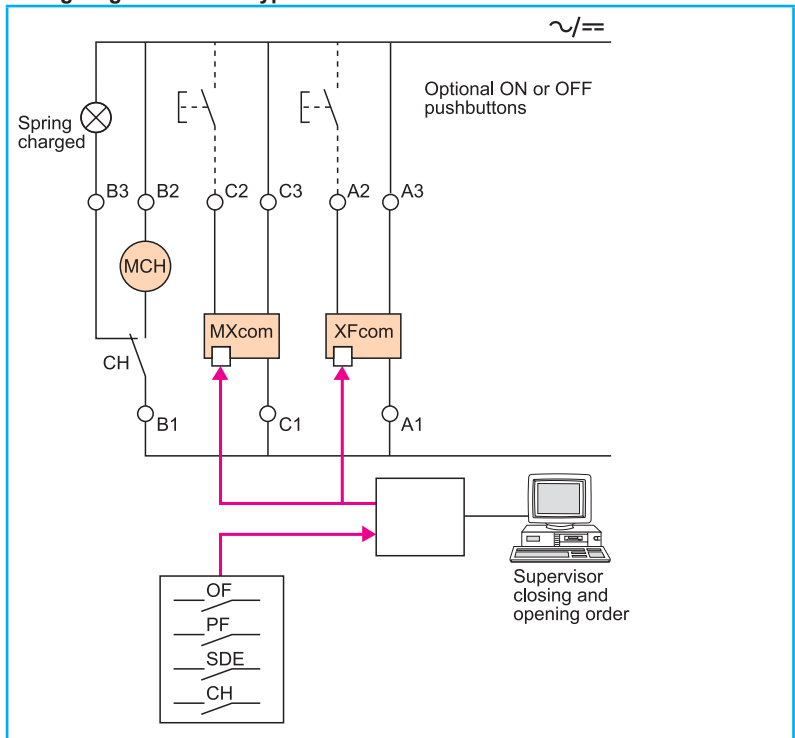 ~/==
Optional ON or OFF
pushbuttons
Spring
charged
B3 B2 C2 C3 A2 A3
MCH
MXcom XFcom
CH
B1 C1 A1
OF
PF
SDE
CH
Supervisor
closing and
opening order